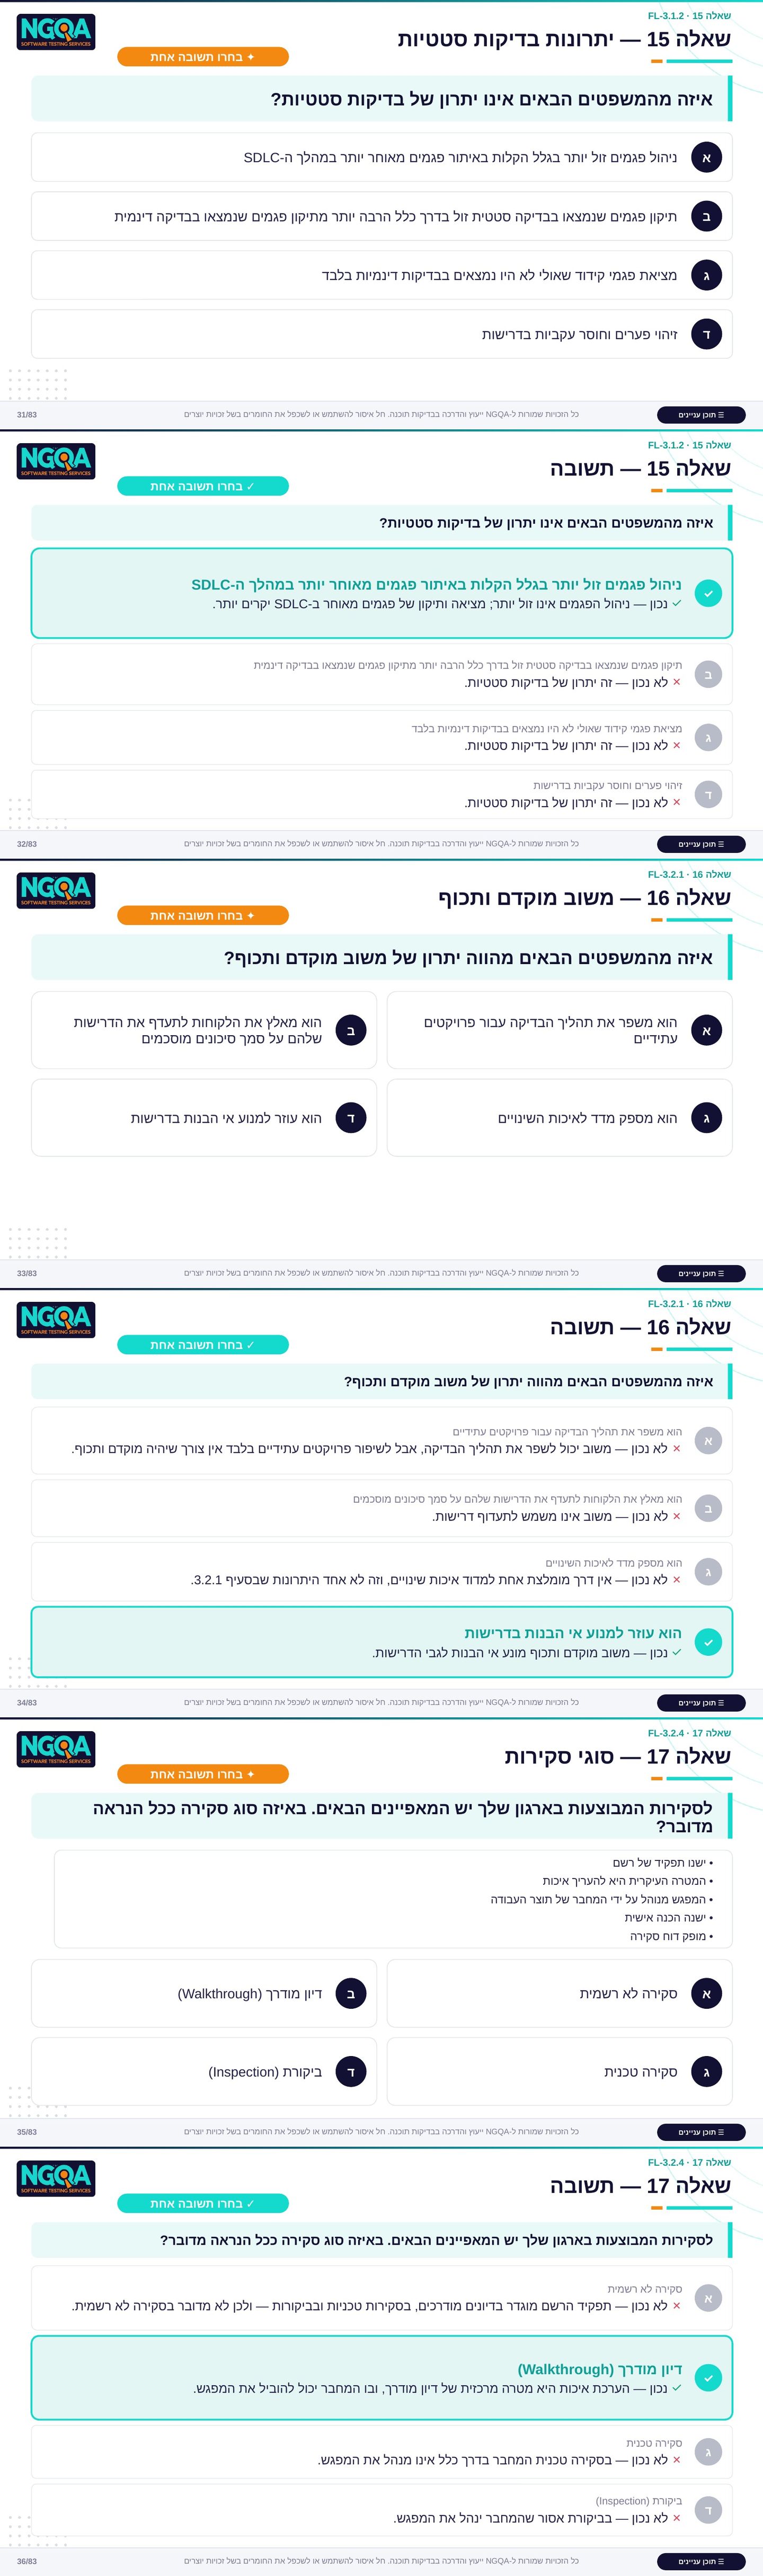 שאלה 15 · FL-3.1.2
שאלה 15 — יתרונות בדיקות סטטיות
NGQA
SOFTWARE TESTING SERVICES
✦ בחרו תשובה אחת
איזה מהמשפטים הבאים אינו יתרון של בדיקות סטטיות?
א
ניהול פגמים זול יותר בגלל הקלות באיתור פגמים מאוחר יותר במהלך ה-SDLC
ב
תיקון פגמים שנמצאו בבדיקה סטטית זול בדרך כלל הרבה יותר מתיקון פגמים שנמצאו בבדיקה דינמית
ג
מציאת פגמי קידוד שאולי לא היו נמצאים בבדיקות דינמיות בלבד
ד
זיהוי פערים וחוסר עקביות בדרישות
☰ תוכן עניינים
כל הזכויות שמורות ל-NGQA ייעוץ והדרכה בבדיקות תוכנה. חל איסור להשתמש או לשכפל את החומרים בשל זכויות יוצרים
31/83
שאלה 15 · FL-3.1.2
שאלה 15 — תשובה
NGQA
SOFTWARE TESTING SERVICES
✓ בחרו תשובה אחת
איזה מהמשפטים הבאים אינו יתרון של בדיקות סטטיות?
✓
ניהול פגמים זול יותר בגלל הקלות באיתור פגמים מאוחר יותר במהלך ה-SDLC
✓ נכון — ניהול הפגמים אינו זול יותר; מציאה ותיקון של פגמים מאוחר ב-SDLC יקרים יותר.
ב
תיקון פגמים שנמצאו בבדיקה סטטית זול בדרך כלל הרבה יותר מתיקון פגמים שנמצאו בבדיקה דינמית
✕ לא נכון — זה יתרון של בדיקות סטטיות.
ג
מציאת פגמי קידוד שאולי לא היו נמצאים בבדיקות דינמיות בלבד
✕ לא נכון — זה יתרון של בדיקות סטטיות.
ד
זיהוי פערים וחוסר עקביות בדרישות
✕ לא נכון — זה יתרון של בדיקות סטטיות.
☰ תוכן עניינים
כל הזכויות שמורות ל-NGQA ייעוץ והדרכה בבדיקות תוכנה. חל איסור להשתמש או לשכפל את החומרים בשל זכויות יוצרים
32/83
שאלה 16 · FL-3.2.1
שאלה 16 — משוב מוקדם ותכוף
NGQA
SOFTWARE TESTING SERVICES
✦ בחרו תשובה אחת
איזה מהמשפטים הבאים מהווה יתרון של משוב מוקדם ותכוף?
א
הוא משפר את תהליך הבדיקה עבור פרויקטים
עתידיים
ב
הוא מאלץ את הלקוחות לתעדף את הדרישות
שלהם על סמך סיכונים מוסכמים
ג
הוא מספק מדד לאיכות השינויים
ד
הוא עוזר למנוע אי הבנות בדרישות
☰ תוכן עניינים
כל הזכויות שמורות ל-NGQA ייעוץ והדרכה בבדיקות תוכנה. חל איסור להשתמש או לשכפל את החומרים בשל זכויות יוצרים
33/83
שאלה 16 · FL-3.2.1
שאלה 16 — תשובה
NGQA
SOFTWARE TESTING SERVICES
✓ בחרו תשובה אחת
איזה מהמשפטים הבאים מהווה יתרון של משוב מוקדם ותכוף?
א
הוא משפר את תהליך הבדיקה עבור פרויקטים עתידיים
✕ לא נכון — משוב יכול לשפר את תהליך הבדיקה, אבל לשיפור פרויקטים עתידיים בלבד אין צורך שיהיה מוקדם ותכוף.
ב
הוא מאלץ את הלקוחות לתעדף את הדרישות שלהם על סמך סיכונים מוסכמים
✕ לא נכון — משוב אינו משמש לתעדוף דרישות.
ג
הוא מספק מדד לאיכות השינויים
✕ לא נכון — אין דרך מומלצת אחת למדוד איכות שינויים, וזה לא אחד היתרונות שבסעיף 3.2.1.
✓
הוא עוזר למנוע אי הבנות בדרישות
✓ נכון — משוב מוקדם ותכוף מונע אי הבנות לגבי הדרישות.
☰ תוכן עניינים
כל הזכויות שמורות ל-NGQA ייעוץ והדרכה בבדיקות תוכנה. חל איסור להשתמש או לשכפל את החומרים בשל זכויות יוצרים
34/83
שאלה 17 · FL-3.2.4
שאלה 17 — סוגי סקירות
NGQA
SOFTWARE TESTING SERVICES
✦ בחרו תשובה אחת
לסקירות המבוצעות בארגון שלך יש המאפיינים הבאים. באיזה סוג סקירה ככל הנראה
מדובר?
• ישנו תפקיד של רשם
• המטרה העיקרית היא להעריך איכות
• המפגש מנוהל על ידי המחבר של תוצר העבודה
• ישנה הכנה אישית
• מופק דוח סקירה
א
סקירה לא רשמית
ב
דיון מודרך (Walkthrough)
ג
סקירה טכנית
ד
ביקורת (Inspection)
☰ תוכן עניינים
כל הזכויות שמורות ל-NGQA ייעוץ והדרכה בבדיקות תוכנה. חל איסור להשתמש או לשכפל את החומרים בשל זכויות יוצרים
35/83
שאלה 17 · FL-3.2.4
שאלה 17 — תשובה
NGQA
SOFTWARE TESTING SERVICES
✓ בחרו תשובה אחת
לסקירות המבוצעות בארגון שלך יש המאפיינים הבאים. באיזה סוג סקירה ככל הנראה מדובר?
א
סקירה לא רשמית
✕ לא נכון — תפקיד הרשם מוגדר בדיונים מודרכים, בסקירות טכניות ובביקורות — ולכן לא מדובר בסקירה לא רשמית.
✓
דיון מודרך (Walkthrough)
✓ נכון — הערכת איכות היא מטרה מרכזית של דיון מודרך, ובו המחבר יכול להוביל את המפגש.
ג
סקירה טכנית
✕ לא נכון — בסקירה טכנית המחבר בדרך כלל אינו מנהל את המפגש.
ד
ביקורת (Inspection)
✕ לא נכון — בביקורת אסור שהמחבר ינהל את המפגש.
☰ תוכן עניינים
כל הזכויות שמורות ל-NGQA ייעוץ והדרכה בבדיקות תוכנה. חל איסור להשתמש או לשכפל את החומרים בשל זכויות יוצרים
36/83